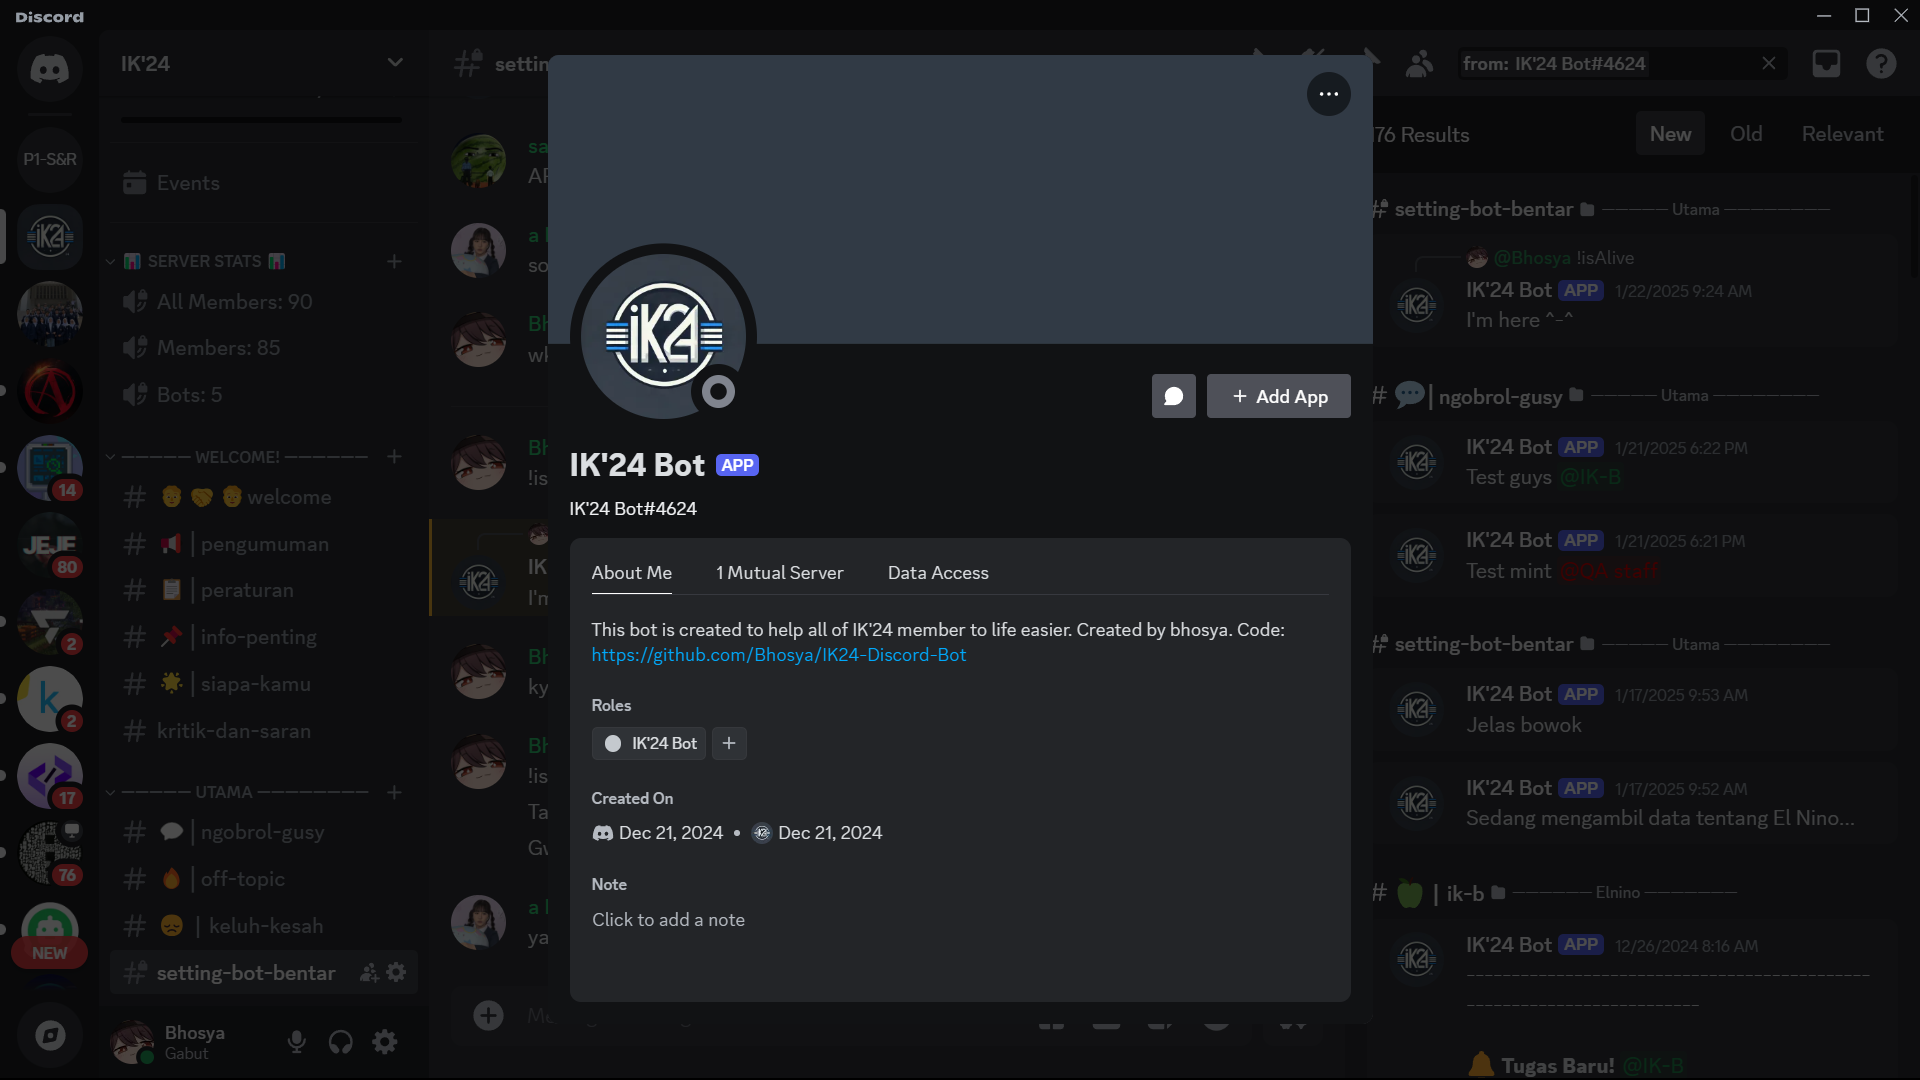 Discord
IK'24
settin
from: IK'24 Bot#4624
P1-S&R
Events
SERVER STATS
All Members: 90
Members: 85
Bots: 5
WELCOME!
welcome
pengumuman
peraturan
info-penting
siapa-kamu
kritik-dan-saran
UTAMA
ngobrol-gusy
off-topic
keluh-kesah
setting-bot-bentar
14
JEJE
80
2
k
2
17
76
NEW
Bhosya
Gabut
iK24
Add App
IK'24 Bot APP
IK'24 Bot#4624
About Me
1 Mutual Server
Data Access
This bot is created to help all of IK'24 member to life easier. Created by bhosya. Code:
https://github.com/Bhosya/IK24-Discord-Bot
Roles
IK'24 Bot +
Created On
Dec 21, 2024 • Dec 21, 2024
Note
Click to add a note
76 Results
New
Old
Relevant
# setting-bot-bentar Utama
@Bhosya !isAlive
IK'24 Bot APP 1/22/2025 9:24 AM
I'm here ^-^
# | ngobrol-gusy Utama
IK'24 Bot APP 1/21/2025 6:22 PM
Test guys @IK-B
IK'24 Bot APP 1/21/2025 6:21 PM
Test mint
# setting-bot-bentar Utama
IK'24 Bot APP 1/17/2025 9:53 AM
Jelas bowok
IK'24 Bot APP 1/17/2025 9:52 AM
Sedang mengambil data tentang El Nino...
# | ik-b Elnino
IK'24 Bot APP 12/26/2024 8:16 AM
Tugas Baru! @IK-B